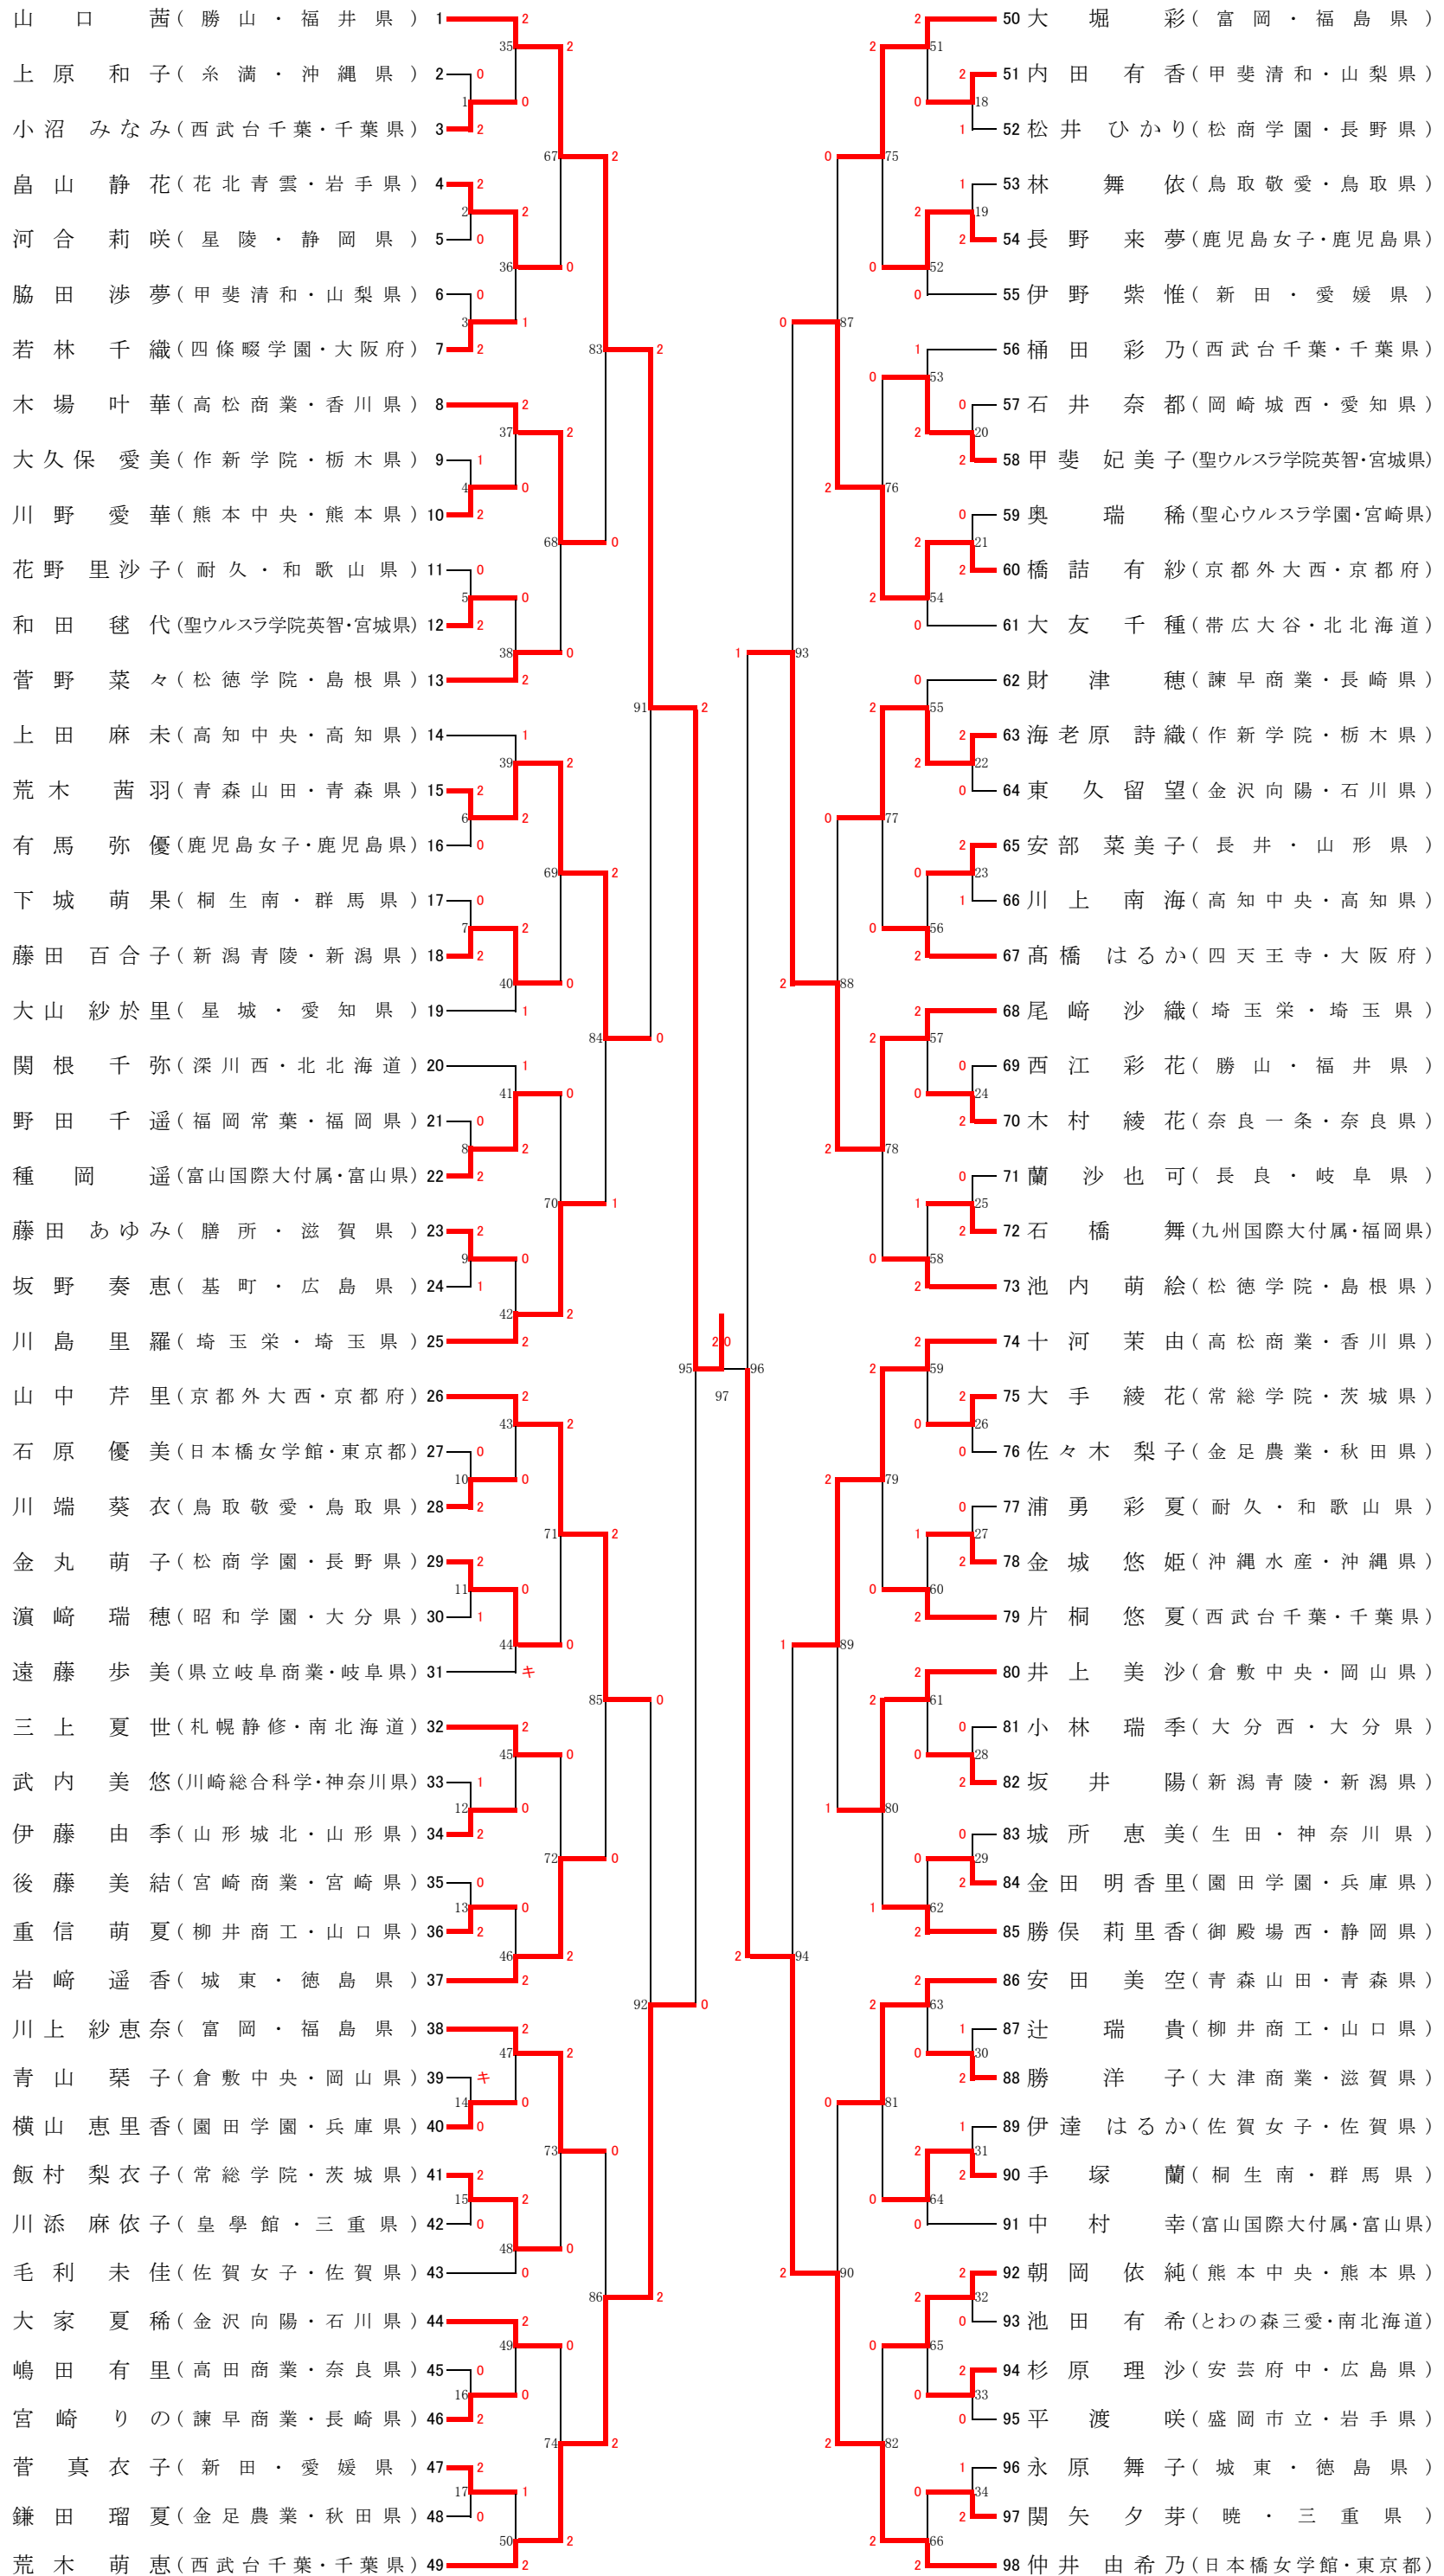 山口 茜 (勝山・福井県) 1
上原 和子 (糸満・沖縄県) 2
小沼 みなみ (西武台千葉・千葉県) 3
畠山 静花 (花北青雲・岩手県) 4
河合 莉咲 (星陵・静岡県) 5
脇田 渉夢 (甲斐清和・山梨県) 6
若林 千織 (四條畷学園・大阪府) 7
木場 叶華 (高松商業・香川県) 8
大久保 愛美 (作新学院・栃木県) 9
川野 愛華 (熊本中央・熊本県) 10
花野 里沙子 (耐久・和歌山県) 11
和田 毬代 (聖ウルスラ学院英智・宮城県) 12
菅野 菜々 (松徳学院・島根県) 13
上田 麻未 (高知中央・高知県) 14
荒木 茜羽 (青森山田・青森県) 15
有馬 弥優 (鹿児島女子・鹿児島県) 16
下城 萌果 (桐生南・群馬県) 17
藤田 百合子 (新潟青陵・新潟県) 18
大山 紗於里 (星城・愛知県) 19
関根 千弥 (深川西・北北海道) 20
野田 千遥 (福岡常葉・福岡県) 21
種岡 遥 (富山国際大付属・富山県) 22
藤田 あゆみ (膳所・滋賀県) 23
坂野 奏恵 (基町・広島県) 24
川島 里羅 (埼玉栄・埼玉県) 25
山中 芹里 (京都外大西・京都府) 26
石原 優美 (日本橋女学館・東京都) 27
川端 葵衣 (鳥取敬愛・鳥取県) 28
金丸 萌子 (松商学園・長野県) 29
濵﨑 瑞穂 (昭和学園・大分県) 30
遠藤 歩美 (県立岐阜商業・岐阜県) 31
三上 夏世 (札幌静修・南北海道) 32
武内 美悠 (川崎総合科学・神奈川県) 33
伊藤 由季 (山形城北・山形県) 34
後藤 美結 (宮崎商業・宮崎県) 35
重信 萌夏 (柳井商工・山口県) 36
岩﨑 遥香 (城東・徳島県) 37
川上 紗恵奈 (富岡・福島県) 38
青山 栞子 (倉敷中央・岡山県) 39
横山 恵里香 (園田学園・兵庫県) 40
飯村 梨衣子 (常総学院・茨城県) 41
川添 麻依子 (皇學館・三重県) 42
毛利 未佳 (佐賀女子・佐賀県) 43
大家 夏稀 (金沢向陽・石川県) 44
嶋田 有里 (高田商業・奈良県) 45
宮崎 りの (諫早商業・長崎県) 46
菅 真衣子 (新田・愛媛県) 47
鎌田 瑠夏 (金足農業・秋田県) 48
荒木 萌恵 (西武台千葉・千葉県) 49
50 大堀 彩 (富岡・福島県)
51 内田 有香 (甲斐清和・山梨県)
52 松井 ひかり (松商学園・長野県)
53 林 舞依 (鳥取敬愛・鳥取県)
54 長野 来夢 (鹿児島女子・鹿児島県)
55 伊野 紫惟 (新田・愛媛県)
56 桶田 彩乃 (西武台千葉・千葉県)
57 石井 奈都 (岡崎城西・愛知県)
58 甲斐 妃美子 (聖ウルスラ学院英智・宮城県)
59 奥 瑞稀 (聖心ウルスラ学園・宮崎県)
60 橋詰 有紗 (京都外大西・京都府)
61 大友 千種 (帯広大谷・北北海道)
62 財津 穂 (諫早商業・長崎県)
63 海老原 詩織 (作新学院・栃木県)
64 東 久留望 (金沢向陽・石川県)
65 安部 菜美子 (長井・山形県)
66 川上 南海 (高知中央・高知県)
67 髙橋 はるか (四天王寺・大阪府)
68 尾﨑 沙織 (埼玉栄・埼玉県)
69 西江 彩花 (勝山・福井県)
70 木村 綾花 (奈良一条・奈良県)
71 蘭 沙也可 (長良・岐阜県)
72 石橋 舞 (九州国際大付属・福岡県)
73 池内 萌絵 (松徳学院・島根県)
74 十河 茉由 (高松商業・香川県)
75 大手 綾花 (常総学院・茨城県)
76 佐々木 梨子 (金足農業・秋田県)
77 浦勇 彩夏 (耐久・和歌山県)
78 金城 悠姫 (沖縄水産・沖縄県)
79 片桐 悠夏 (西武台千葉・千葉県)
80 井上 美沙 (倉敷中央・岡山県)
81 小林 瑞季 (大分西・大分県)
82 坂井 陽 (新潟青陵・新潟県)
83 城所 恵美 (生田・神奈川県)
84 金田 明香里 (園田学園・兵庫県)
85 勝俣 莉里香 (御殿場西・静岡県)
86 安田 美空 (青森山田・青森県)
87 辻 瑞貴 (柳井商工・山口県)
88 勝 洋子 (大津商業・滋賀県)
89 伊達 はるか (佐賀女子・佐賀県)
90 手塚 蘭 (桐生南・群馬県)
91 中村 幸 (富山国際大付属・富山県)
92 朝岡 依純 (熊本中央・熊本県)
93 池田 有希 (とわの森三愛・南北海道)
94 杉原 理沙 (安芸府中・広島県)
95 平渡 咲 (盛岡市立・岩手県)
96 永原 舞子 (城東・徳島県)
97 関矢 夕芽 (暁・三重県)
98 仲井 由希乃 (日本橋女学館・東京都)